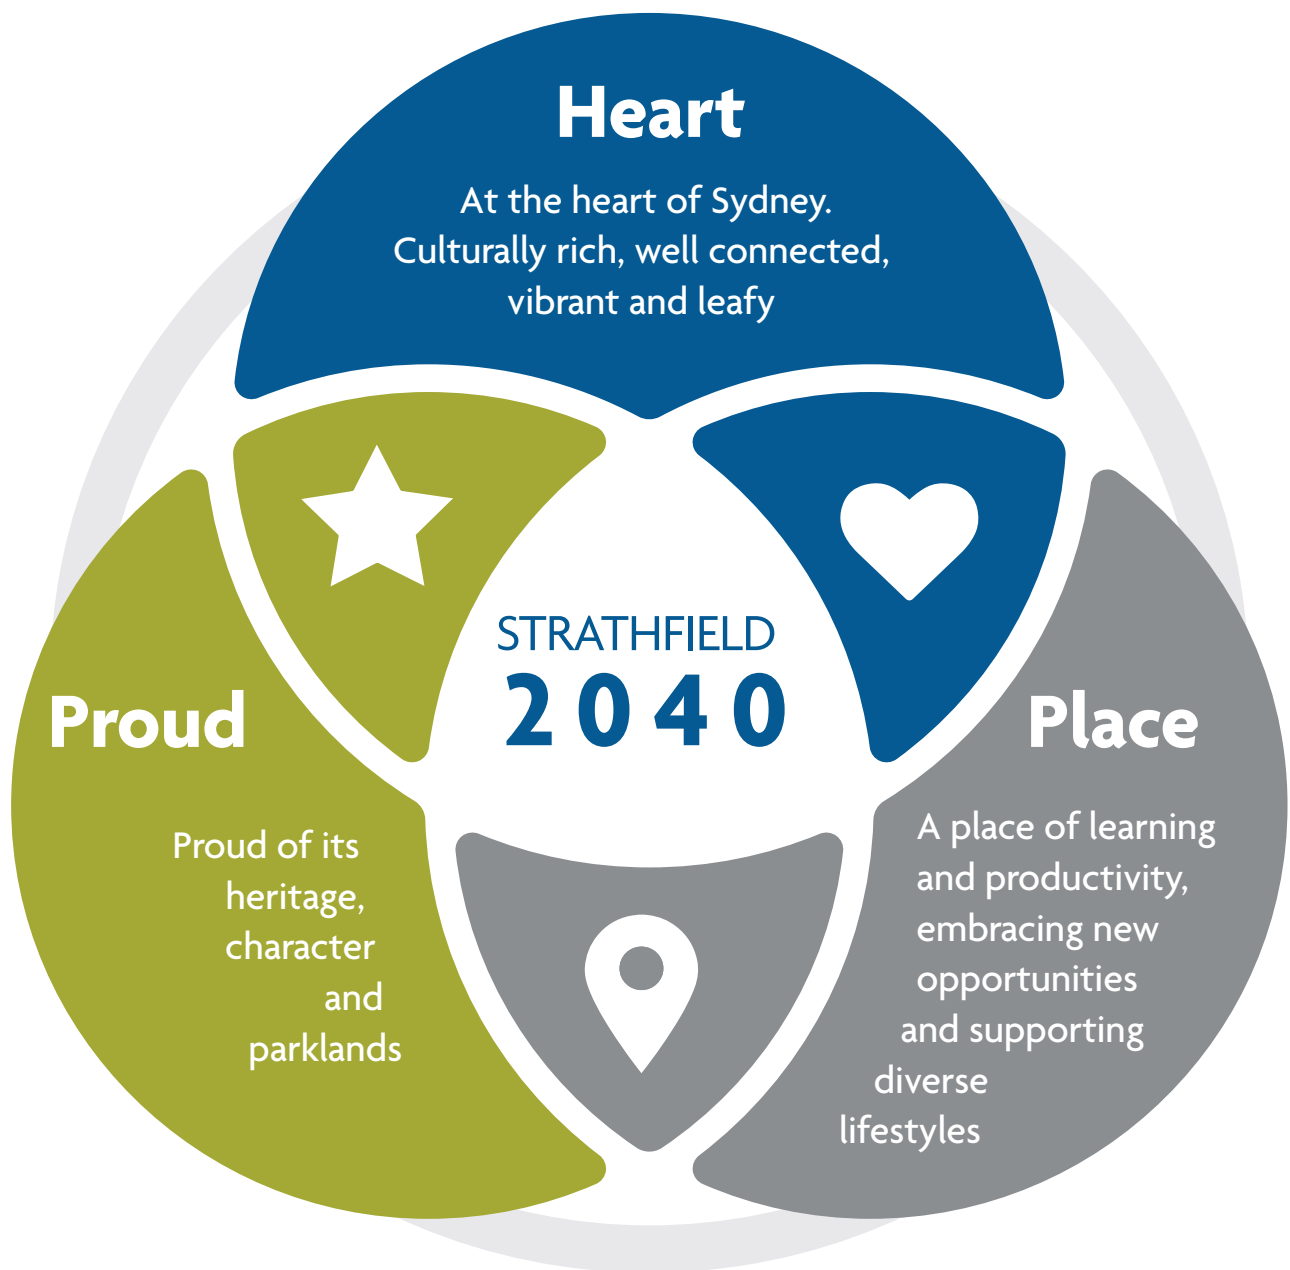 Heart
At the heart of Sydney.
Culturally rich, well connected,
vibrant and leafy
STRATHFIELD
2040
Proud
Proud of its
heritage,
character
and
parklands
Place
A place of learning
and productivity,
embracing new
opportunities
and supporting
diverse
lifestyles